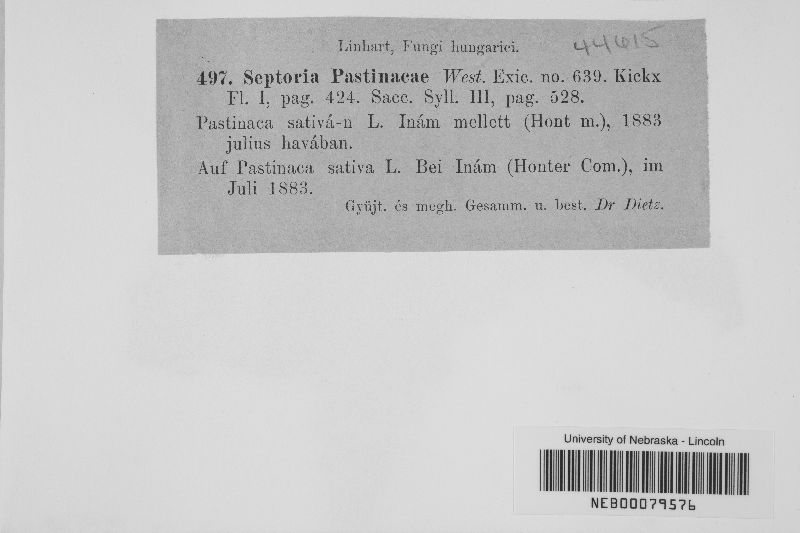 Linhart, Fungi hungarici. 44615
497. Septoria Pastinacae West. Exic. no. 639. Kickx
Fl. I, pag. 424. Sacc. Syll. III, pag. 528.
Pastinaca sativá-n L. Inám mellett (Hont m.), 1883
julius havában.
Auf Pastinaca sativa L. Bei Inám (Honter Com.), im
Juli 1883.
Gyüjt. és megh. Gesamm. u. best. Dr Dietz.
University of Nebraska - Lincoln
NEB00079576